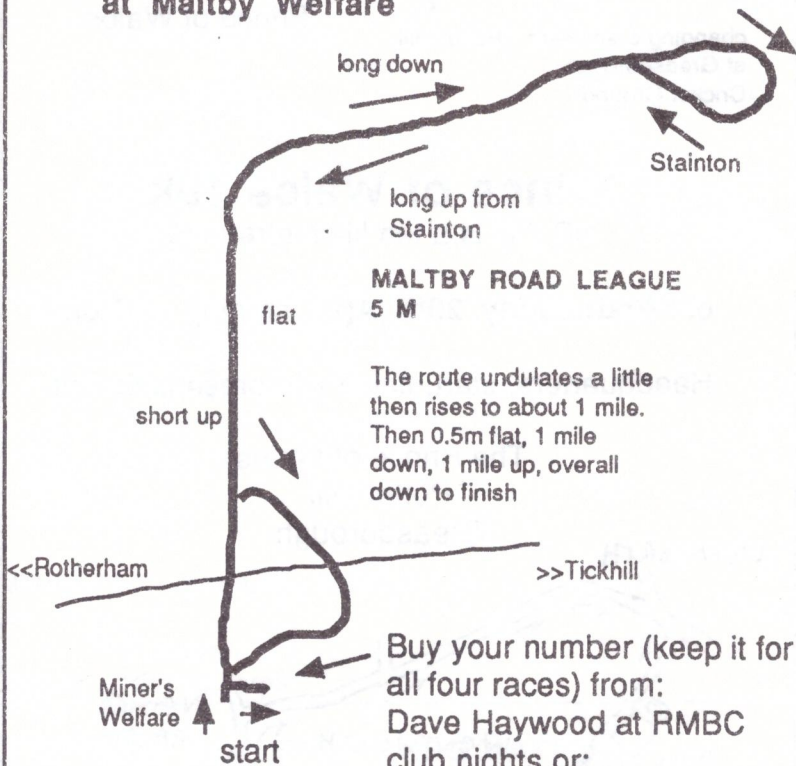 at Maltby Welfare
long down
Stainton
long up from
Stainton
MALTBY ROAD LEAGUE
5 M
flat
The route undulates a little
then rises to about 1 mile.
Then 0.5m flat, 1 mile
down, 1 mile up, overall
down to finish
short up
<<Rotherham
>>Tickhill
Buy your number (keep it for
all four races) from:
Dave Haywood at RMBC
club nights or:
Miner's
Welfare
start